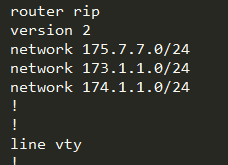 router rip
version 2
network 175.7.7.0/24
network 173.1.1.0/24
network 174.1.1.0/24
!
!
line vty
!